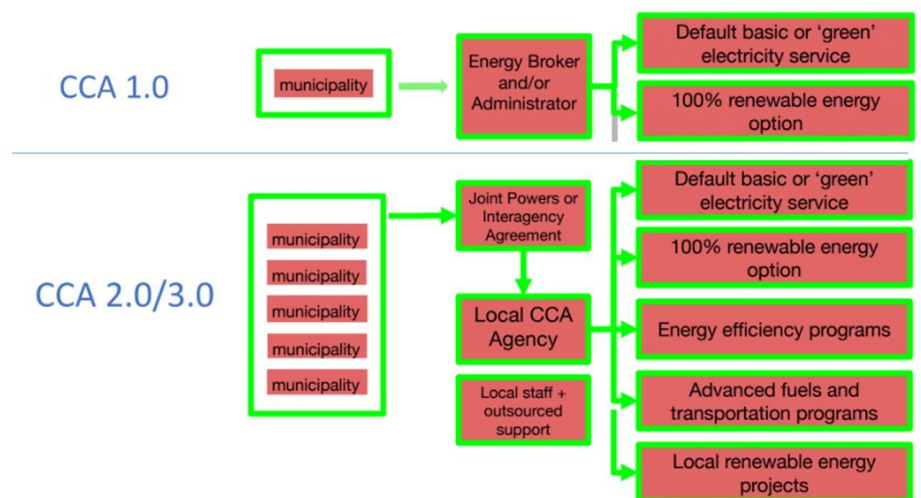 CCA 1.0
municipality
Energy Broker
and/or
Administrator
Default basic or ‘green’
electricity service
100% renewable energy
option
CCA 2.0/3.0
municipality
municipality
municipality
municipality
municipality
Joint Powers or
Interagency
Agreement
Local CCA
Agency
Local staff +
outsourced
support
Default basic or ‘green’
electricity service
100% renewable energy
option
Energy efficiency programs
Advanced fuels and
transportation programs
Local renewable energy
projects